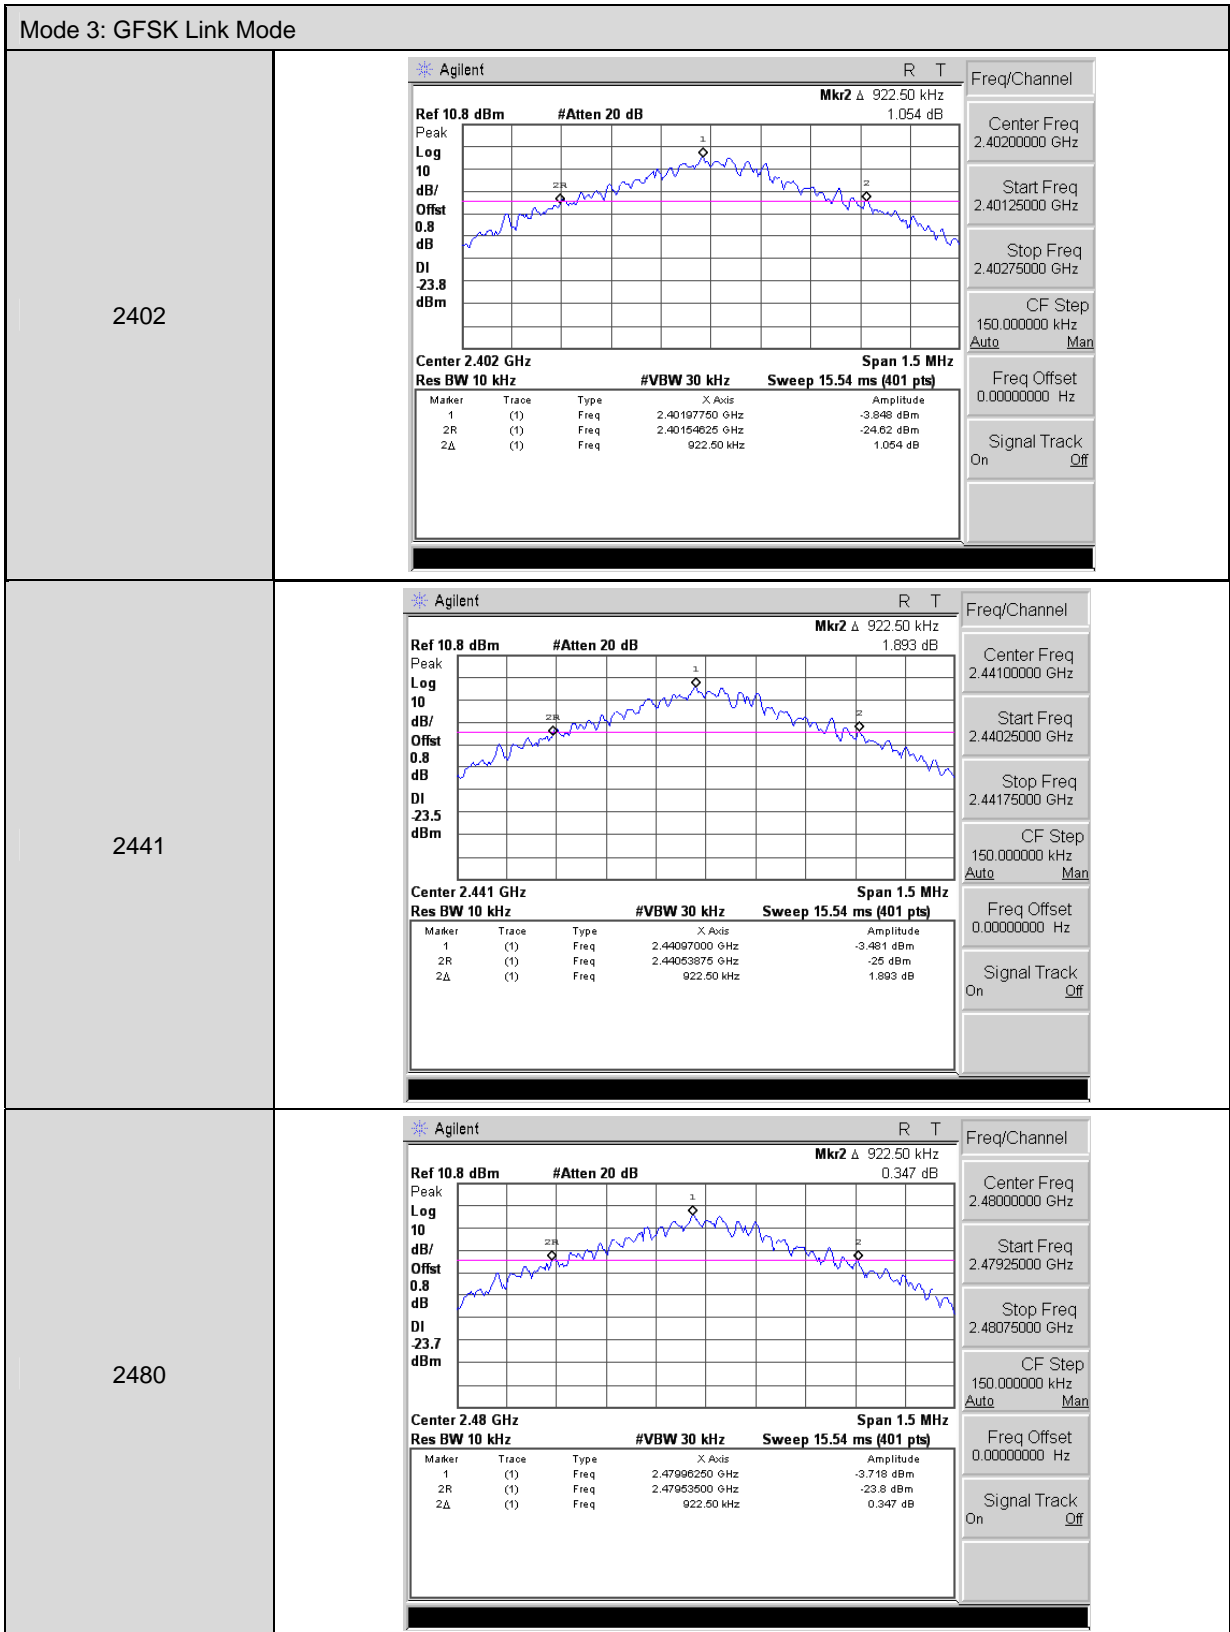 Mode 3: GFSK Link Mode
2402
Agilent R T
Mkr2 Δ 922.50 kHz
Ref 10.8 dBm #Atten 20 dB 1.054 dB
Peak
Log
10
dB/
Offst
0.8
dB
DI
-23.8
dBm
1
2R
2
Center 2.402 GHz Span 1.5 MHz
Res BW 10 kHz #VBW 30 kHz Sweep 15.54 ms (401 pts)
Marker Trace Type X Axis Amplitude
1 (1) Freq 2.40197750 GHz -3.848 dBm
2R (1) Freq 2.40154625 GHz -24.62 dBm
2Δ (1) Freq 922.50 kHz 1.054 dB
Freq/Channel
Center Freq
2.40200000 GHz
Start Freq
2.40125000 GHz
Stop Freq
2.40275000 GHz
CF Step
150.000000 kHz
Auto Man
Freq Offset
0.00000000 Hz
Signal Track
On Off
2441
Agilent R T
Mkr2 Δ 922.50 kHz
Ref 10.8 dBm #Atten 20 dB 1.893 dB
Peak
Log
10
dB/
Offst
0.8
dB
DI
-23.5
dBm
1
2R
2
Center 2.441 GHz Span 1.5 MHz
Res BW 10 kHz #VBW 30 kHz Sweep 15.54 ms (401 pts)
Marker Trace Type X Axis Amplitude
1 (1) Freq 2.44097000 GHz -3.481 dBm
2R (1) Freq 2.44053875 GHz -25 dBm
2Δ (1) Freq 922.50 kHz 1.893 dB
Freq/Channel
Center Freq
2.44100000 GHz
Start Freq
2.44025000 GHz
Stop Freq
2.44175000 GHz
CF Step
150.000000 kHz
Auto Man
Freq Offset
0.00000000 Hz
Signal Track
On Off
2480
Agilent R T
Mkr2 Δ 922.50 kHz
Ref 10.8 dBm #Atten 20 dB 0.347 dB
Peak
Log
10
dB/
Offst
0.8
dB
DI
-23.7
dBm
1
2R
2
Center 2.48 GHz Span 1.5 MHz
Res BW 10 kHz #VBW 30 kHz Sweep 15.54 ms (401 pts)
Marker Trace Type X Axis Amplitude
1 (1) Freq 2.47996250 GHz -3.718 dBm
2R (1) Freq 2.47953500 GHz -23.8 dBm
2Δ (1) Freq 922.50 kHz 0.347 dB
Freq/Channel
Center Freq
2.48000000 GHz
Start Freq
2.47925000 GHz
Stop Freq
2.48075000 GHz
CF Step
150.000000 kHz
Auto Man
Freq Offset
0.00000000 Hz
Signal Track
On Off